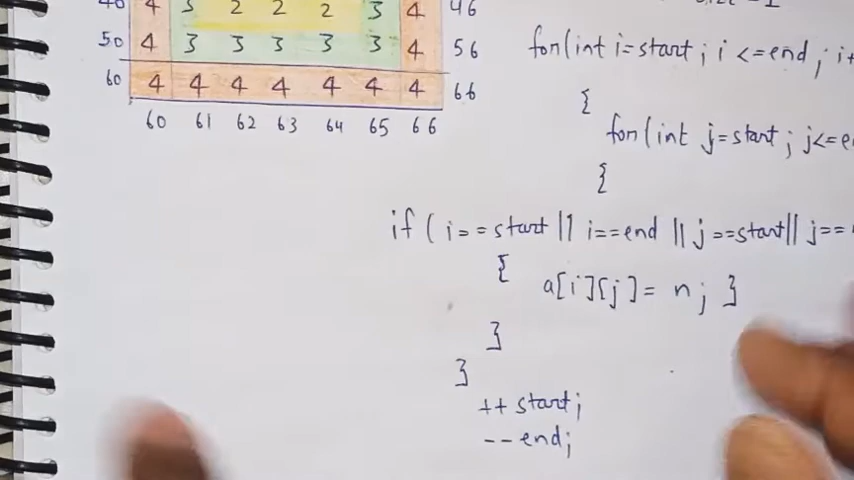 4 3 2 2 2 3 4 46
50 4 3 3 3 3 3 4 56
60 4 4 4 4 4 4 4 66
60 61 62 63 64 65 66
for(int i=start; i <=end; i+
{
for(int j=start; j<=e
{
if ( i==start || i==end || j==start|| j==
{
a[i][j]= n; }
}
}
++start;
--end;